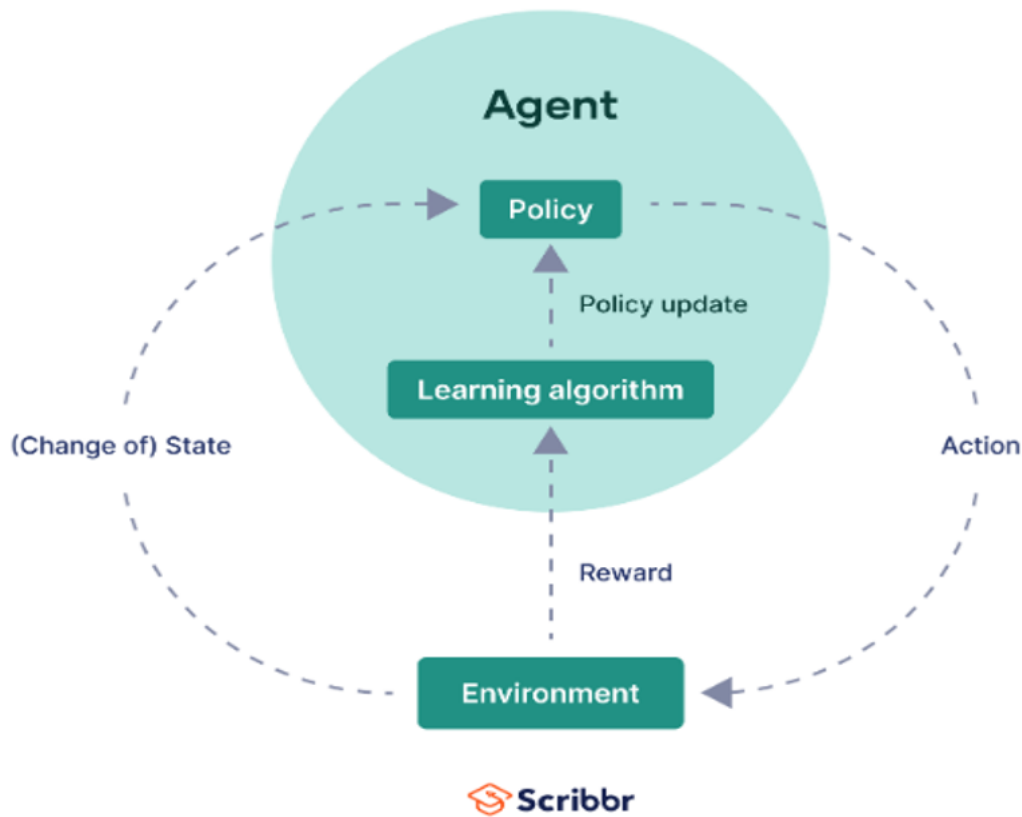 Agent
Policy
Policy update
Learning algorithm
(Change of) State
Action
Reward
Environment
Scribbr